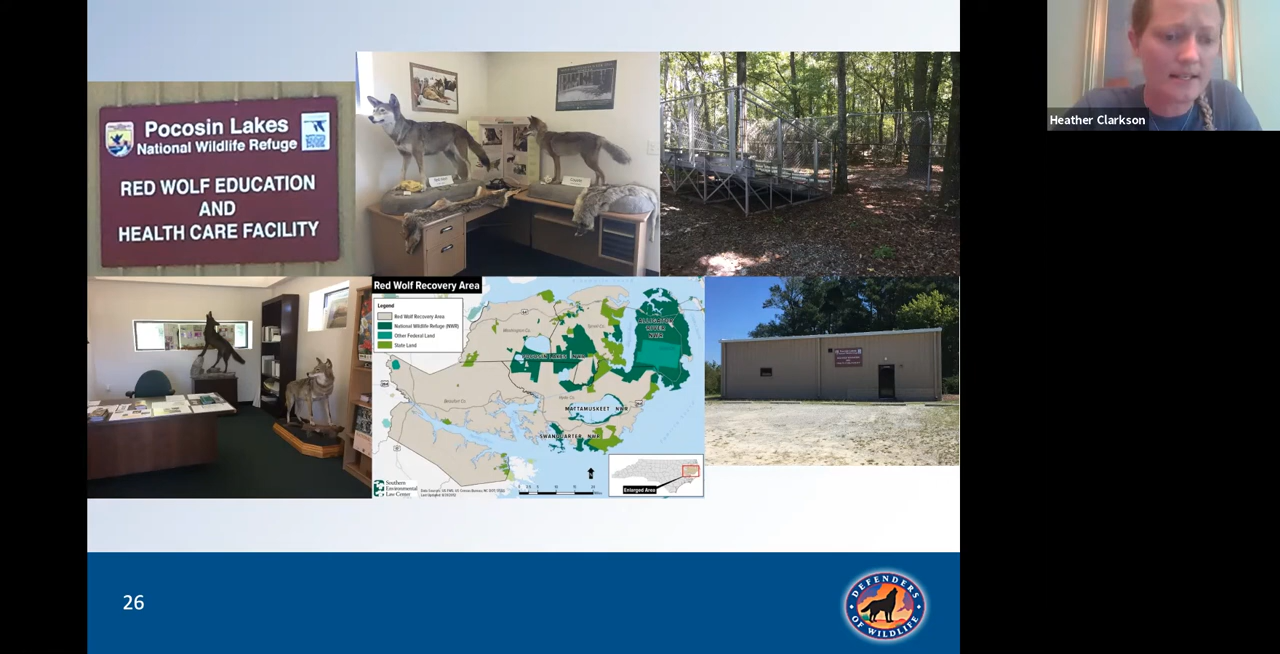 Pocosin Lakes
National Wildlife Refuge
RED WOLF EDUCATION
AND
HEALTH CARE FACILITY
Red Wolf Recovery Area
Legend
Red Wolf Recovery Area
National Wildlife Refuge (NWR)
Other Federal Land
State Land
ALLIGATOR
RIVER
NWR
POCOSIN LAKES NWR
MATTAMUSKEET NWR
SWANQUARTER NWR
Southern
Environmental
Law Center
Enlarged Area
Heather Clarkson
26
DEFENDERS
OF WILDLIFE